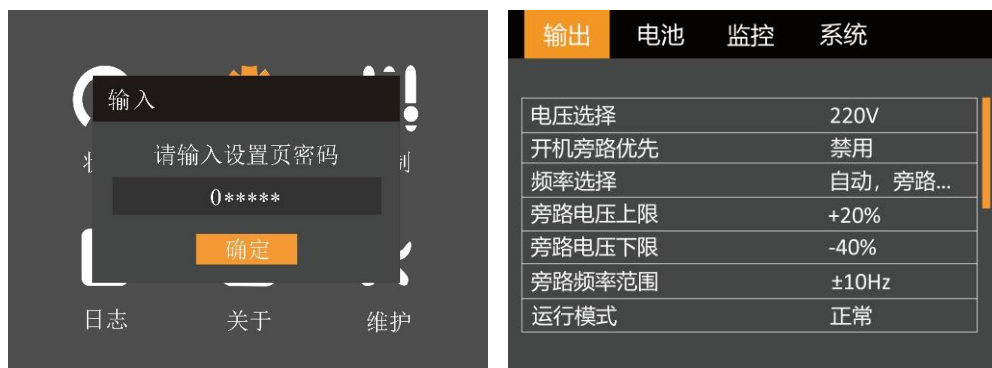 输入
请输入设置页密码
0*****
确定
日志
关于
维护
输出
电池
监控
系统
电压选择 220V
开机旁路优先 禁用
频率选择 自动，旁路...
旁路电压上限 +20%
旁路电压下限 -40%
旁路频率范围 ±10Hz
运行模式 正常